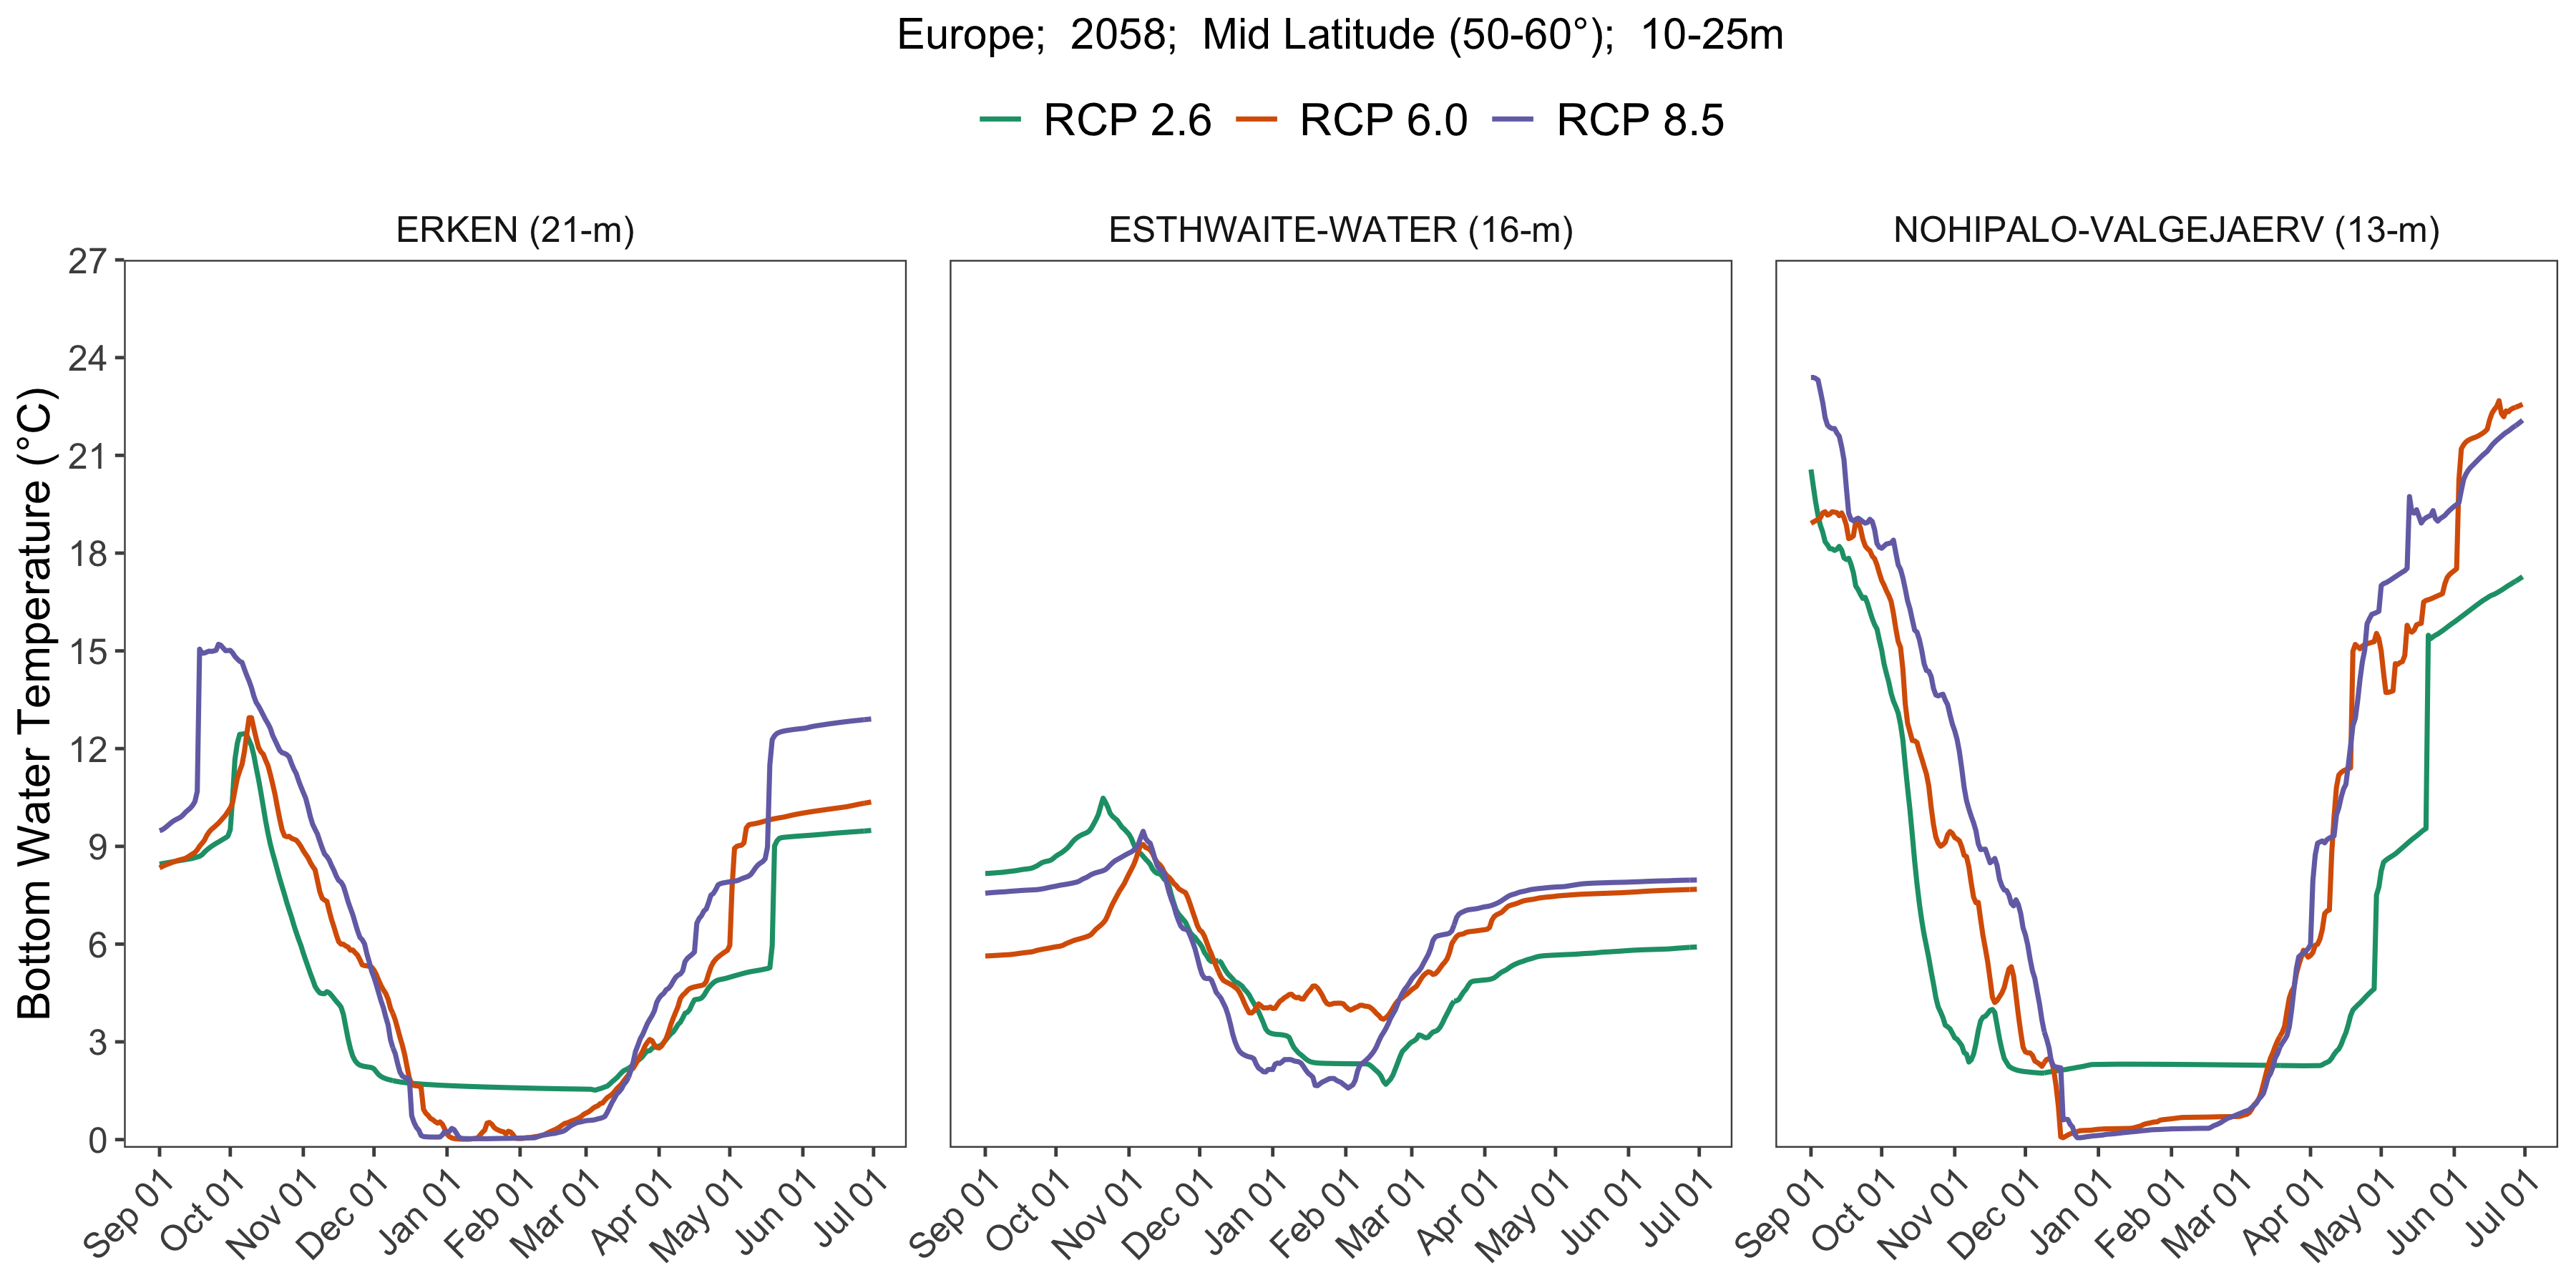 Europe;  2058;  Mid Latitude (50-60°);  10-25m
RCP 2.6 RCP 6.0 RCP 8.5
ERKEN (21-m) ESTHWAITE-WATER (16-m) NOHIPALO-VALGEJAERV (13-m)
Bottom Water Temperature (°C)
27
24
21
18
15
12
9
6
3
0
Sep 01 Oct 01 Nov 01 Dec 01 Jan 01 Feb 01 Mar 01 Apr 01 May 01 Jun 01 Jul 01
Sep 01 Oct 01 Nov 01 Dec 01 Jan 01 Feb 01 Mar 01 Apr 01 May 01 Jun 01 Jul 01
Sep 01 Oct 01 Nov 01 Dec 01 Jan 01 Feb 01 Mar 01 Apr 01 May 01 Jun 01 Jul 01